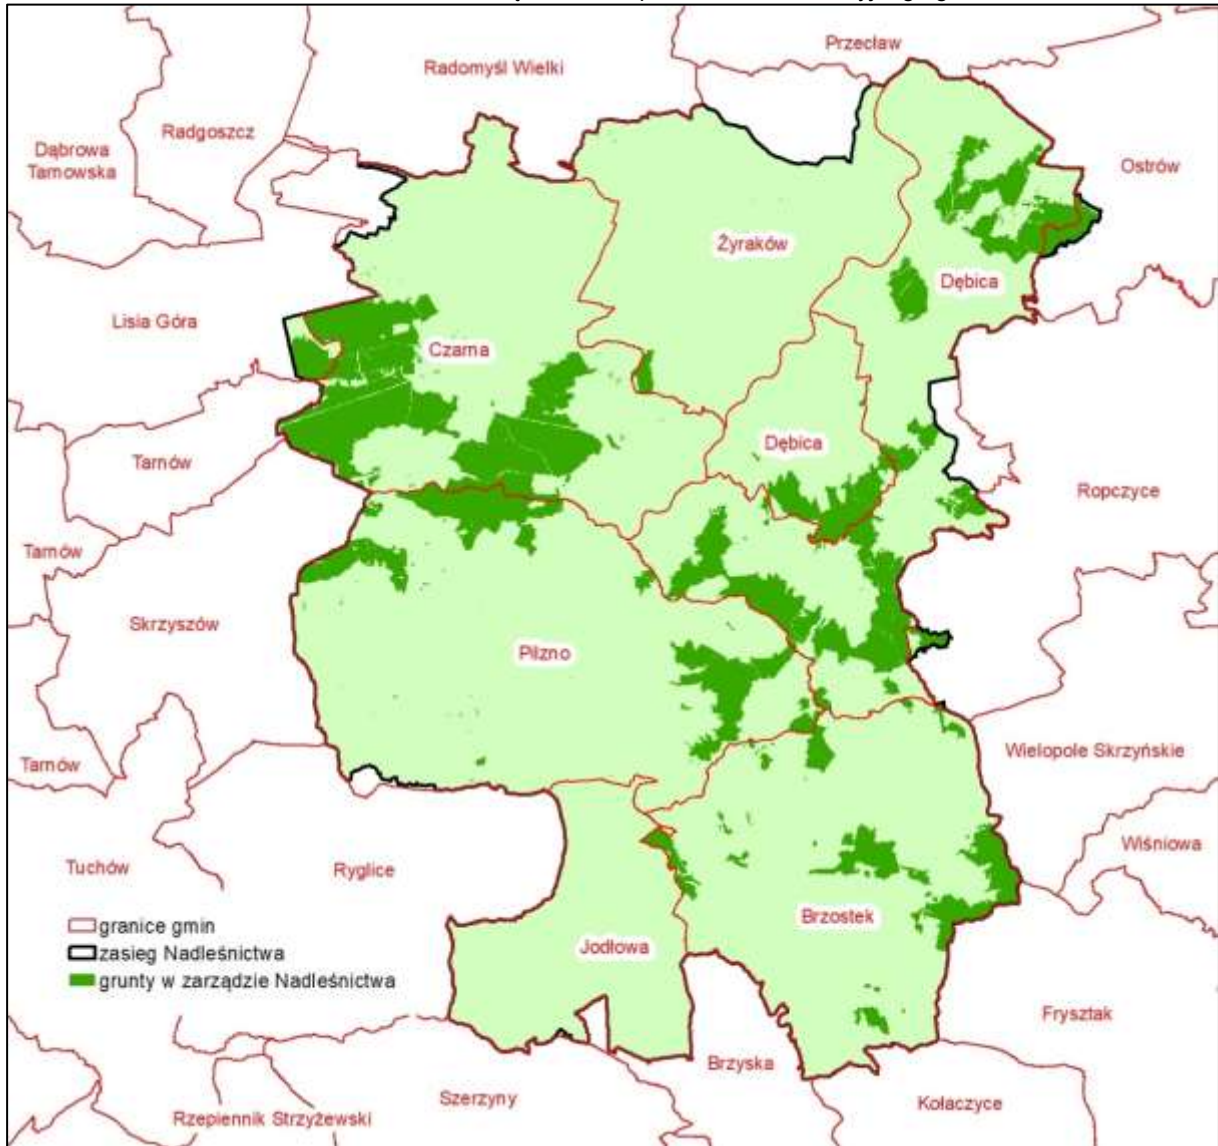 Przecław
Radomyśl Wielki
Radgoszcz
Dąbrowa
Tarnowska
Ostrów
Żyraków
Dębica
Lisia Góra
Czarna
Dębica
Tarnów
Ropczyce
Tarnów
Skrzyszów
Pilzno
Wielopole Skrzyńskie
Tarnów
Wiśniowa
Tuchów
Ryglice
Brzostek
granice gmin
Jodłowa
zasięg Nadleśnictwa
grunty w zarządzie Nadleśnictwa
Frysztak
Brzyska
Szerzyny
Kołaczyce
Rzepiennik Strzyżewski